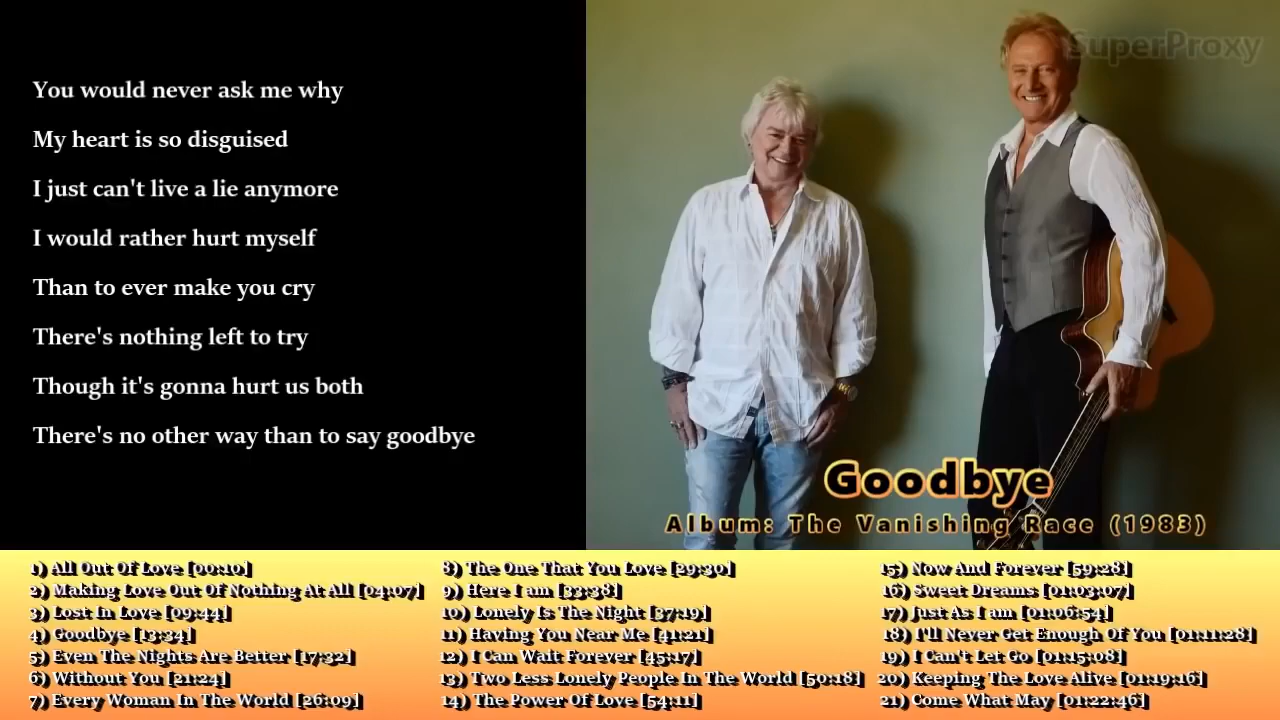 You would never ask me why
My heart is so disguised
I just can't live a lie anymore
I would rather hurt myself
Than to ever make you cry
There's nothing left to try
Though it's gonna hurt us both
There's no other way than to say goodbye
SuperProxy
Goodbye
Album: The Vanishing Race (1983)
1) All Out Of Love [00:10]
2) Making Love Out Of Nothing At All [04:07]
3) Lost In Love [09:44]
4) Goodbye [13:34]
5) Even The Nights Are Better [17:32]
6) Without You [21:24]
7) Every Woman In The World [26:09]
8) The One That You Love [29:30]
9) Here I am [33:38]
10) Lonely Is The Night [37:19]
11) Having You Near Me [41:21]
12) I Can Wait Forever [45:17]
13) Two Less Lonely People In The World [50:18]
14) The Power Of Love [54:11]
15) Now And Forever [59:28]
16) Sweet Dreams [01:03:07]
17) Just As I am [01:06:54]
18) I'll Never Get Enough Of You [01:11:28]
19) I Can't Let Go [01:15:08]
20) Keeping The Love Alive [01:19:16]
21) Come What May [01:22:46]